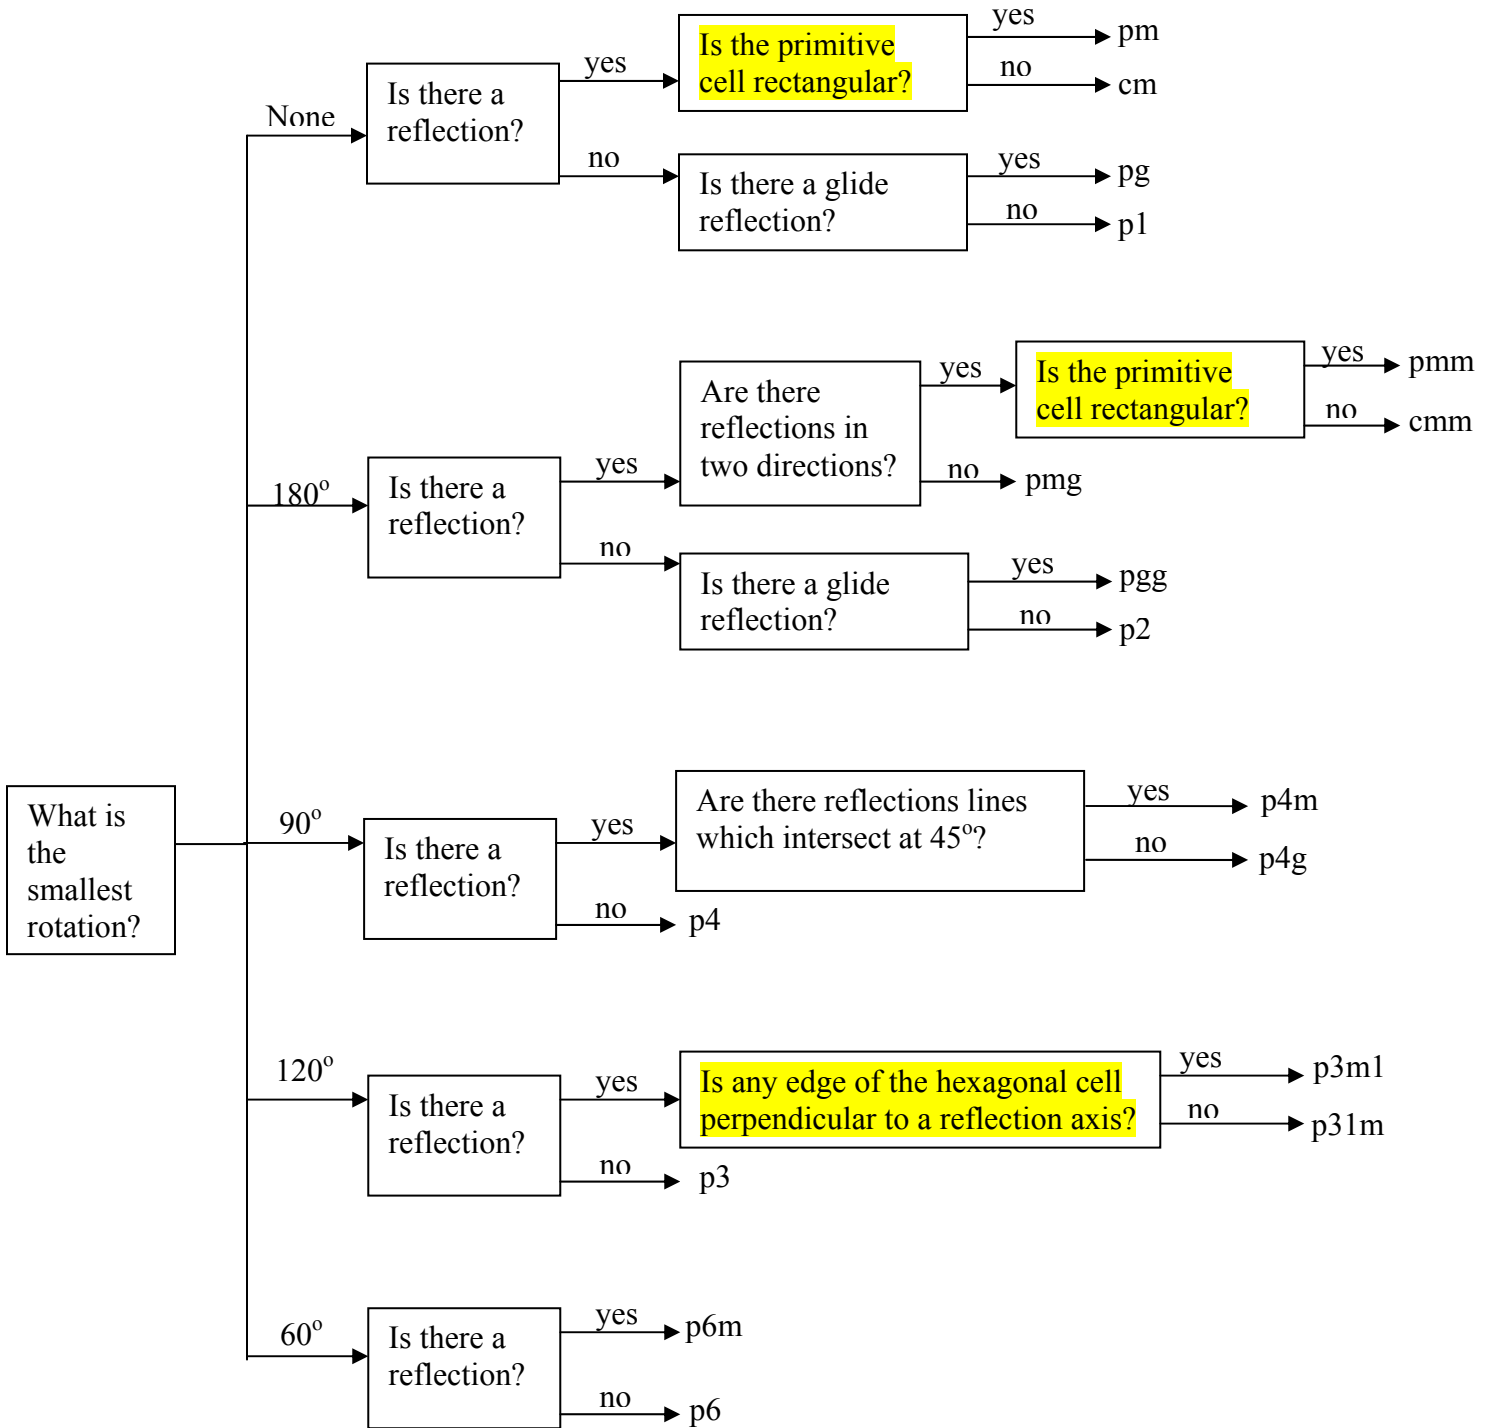 What is
the
smallest
rotation?
None
Is there a
reflection?
yes
Is the primitive
cell rectangular?
yes
pm
no
cm
no
Is there a glide
reflection?
yes
pg
no
p1
180°
Is there a
reflection?
yes
Are there
reflections in
two directions?
yes
Is the primitive
cell rectangular?
yes
pmm
no
cmm
no
pmg
no
Is there a glide
reflection?
yes
pgg
no
p2
90°
Is there a
reflection?
yes
Are there reflections lines
which intersect at 45°?
yes
p4m
no
p4g
no
p4
120°
Is there a
reflection?
yes
Is any edge of the hexagonal cell
perpendicular to a reflection axis?
yes
p3m1
no
p31m
no
p3
60°
Is there a
reflection?
yes
p6m
no
p6